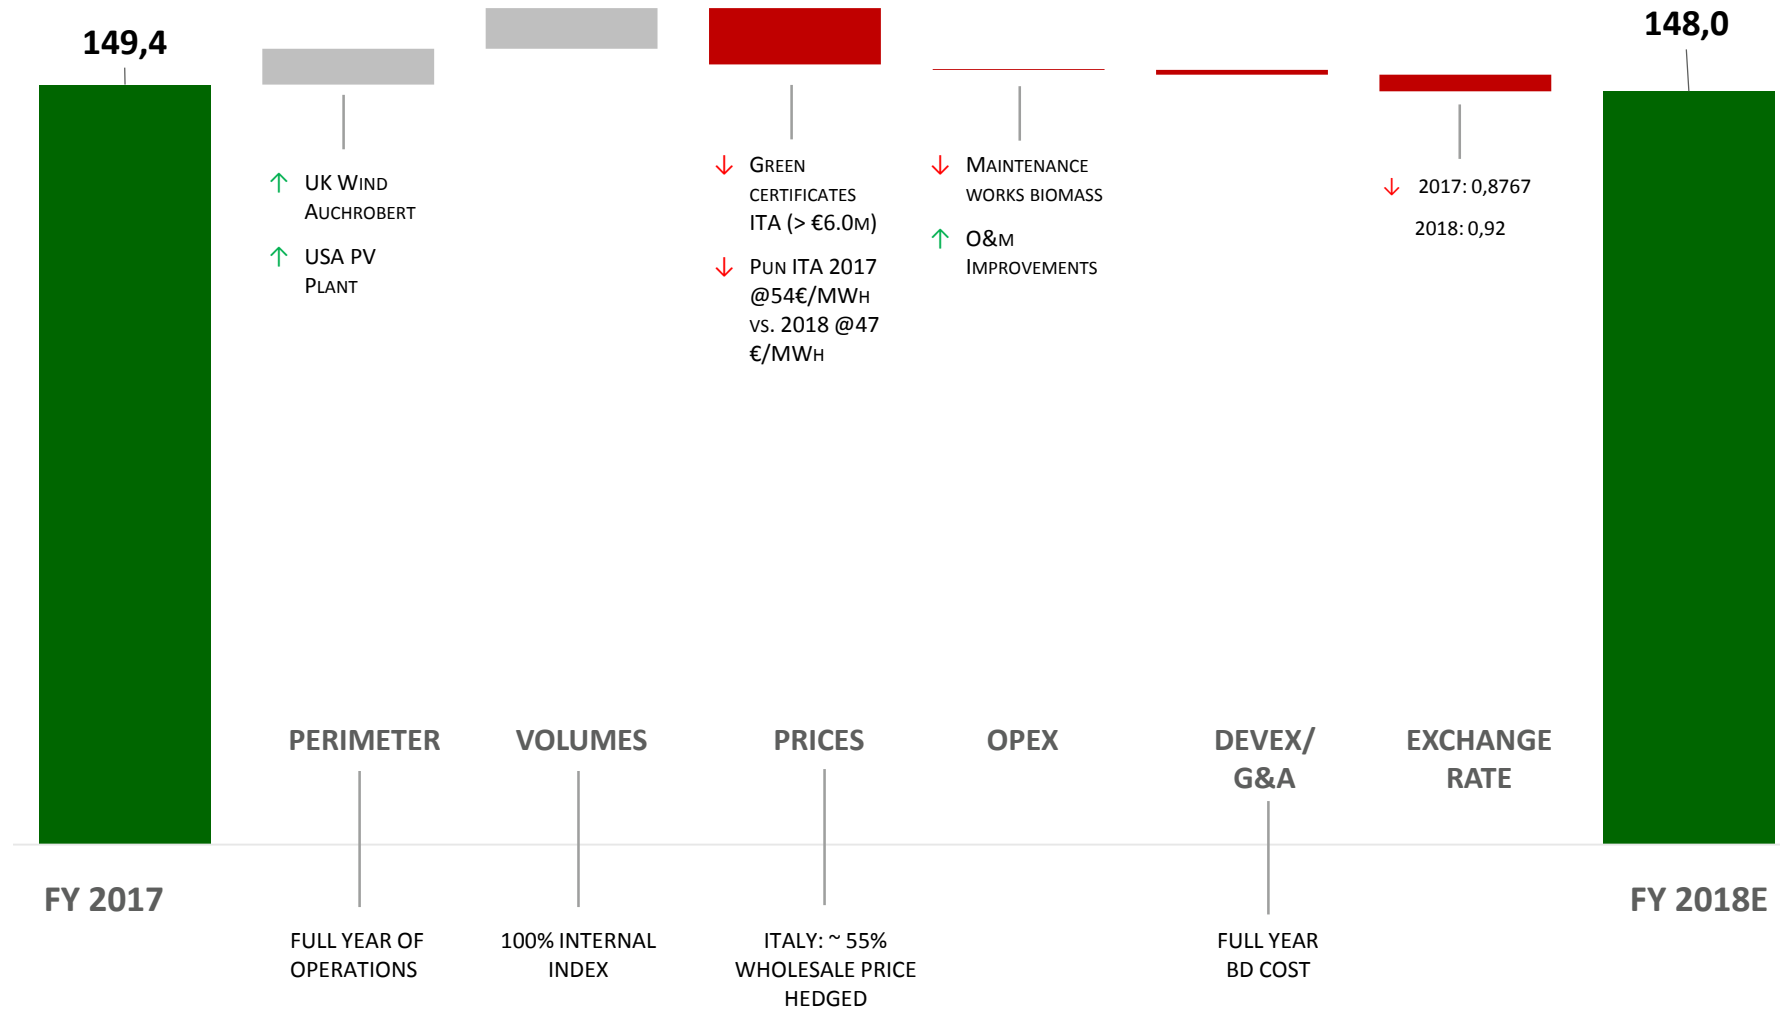 149,4
148,0
↑ UK Wind
Auchrobert
↑ USA PV
Plant
↓ Green
certificates
ITA (> €6.0m)
↓ Pun ITA 2017
@54€/MWh
vs. 2018 @47
€/MWh
↓ Maintenance
works biomass
↑ O&m
Improvements
↓ 2017: 0,8767
2018: 0,92
PERIMETER
VOLUMES
PRICES
OPEX
DEVEX/
G&A
EXCHANGE
RATE
FY 2017
FY 2018E
FULL YEAR OF
OPERATIONS
100% INTERNAL
INDEX
ITALY: ~ 55%
WHOLESALE PRICE
HEDGED
FULL YEAR
BD COST